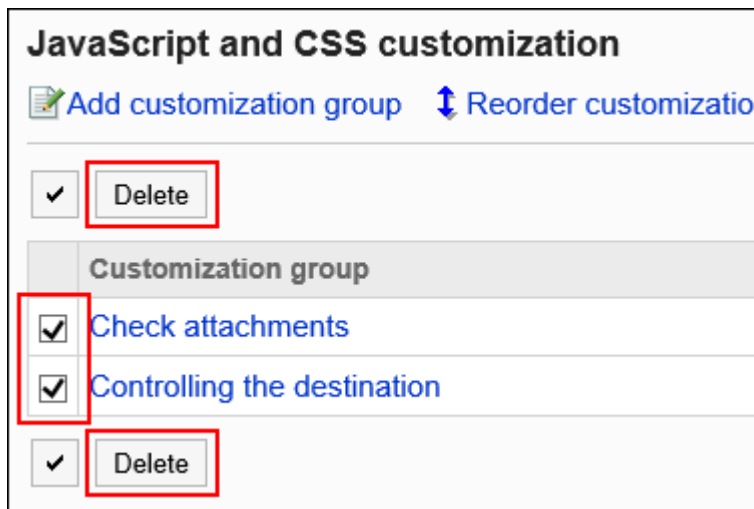 JavaScript and CSS customization
Add customization group Reorder customizatio
Delete
Customization group
Check attachments
Controlling the destination
Delete